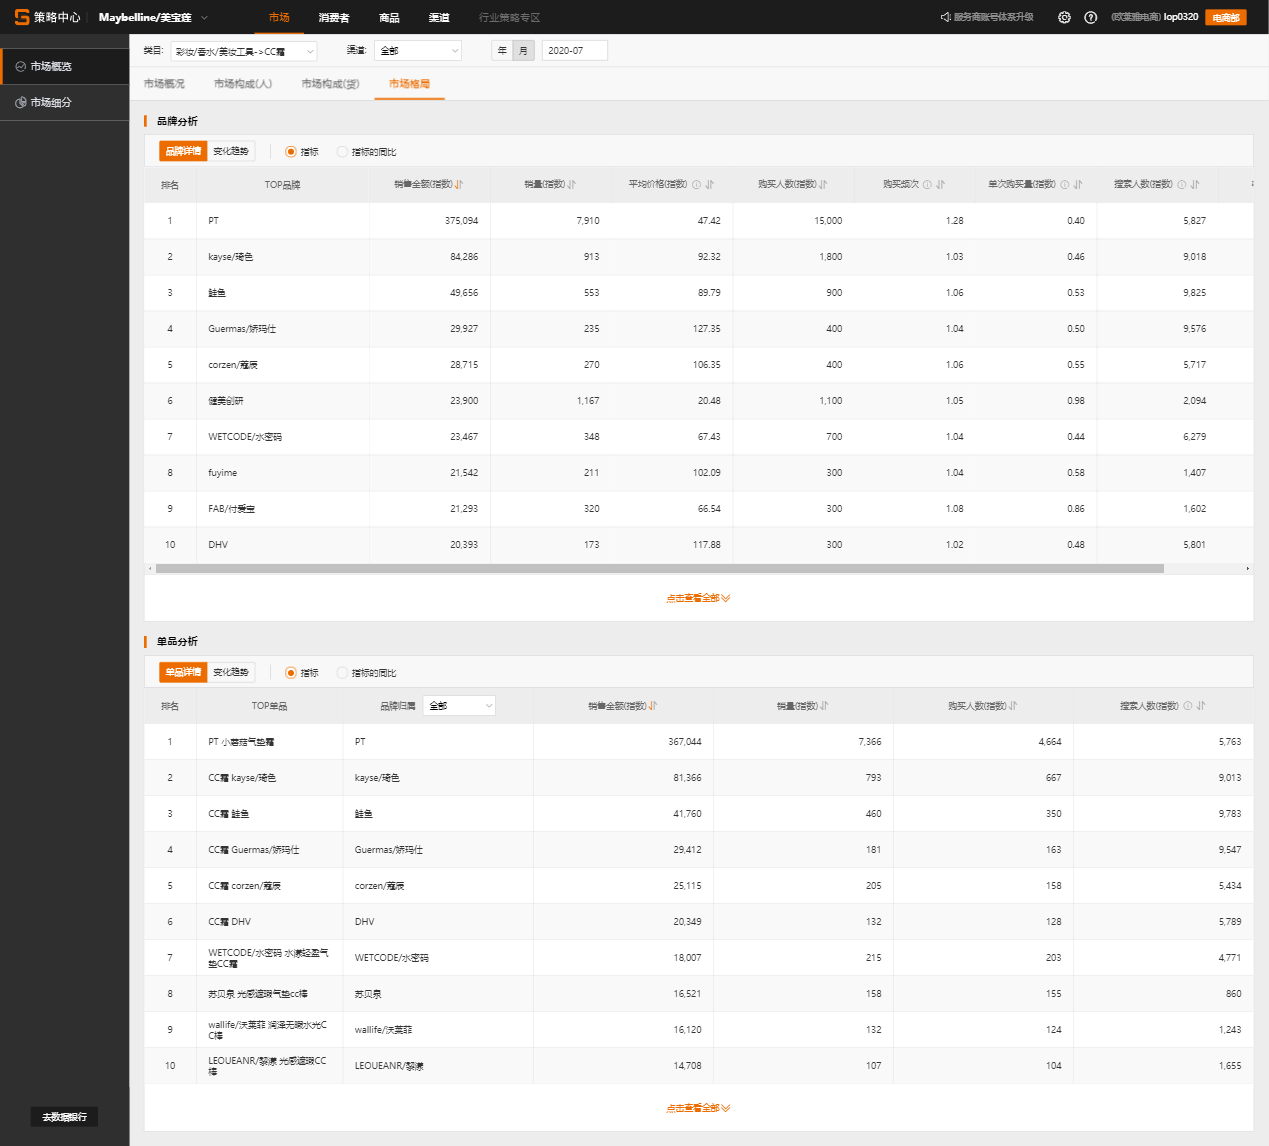 策略中心 Maybelline/美宝莲 市场 消费者 商品 渠道 行业策略专区 服务商账号体系升级 (欧莱雅电商) lop0320 电商部
市场概览
市场细分
去数据银行
类目: 彩妆/香水/美妆工具->CC霜 渠道: 全部 年 月 2020-07
市场概况 市场构成(人) 市场构成(货) 市场格局
品牌分析
品牌详情 变化趋势 指标 指标的同比
排名 TOP品牌 销售金额(指数) 销量(指数) 平均价格(指数) 购买人数(指数) 购买频次 单次购买量(指数) 搜索人数(指数)
1 PT 375,094 7,910 47.42 15,000 1.28 0.40 5,827
2 kayse/琦色 84,286 913 92.32 1,800 1.03 0.46 9,018
3 鲑鱼 49,656 553 89.79 900 1.06 0.53 9,825
4 Guermas/娇玛仕 29,927 235 127.35 400 1.04 0.50 9,576
5 corzen/蔻辰 28,715 270 106.35 400 1.06 0.55 5,717
6 健美创研 23,900 1,167 20.48 1,100 1.05 0.98 2,094
7 WETCODE/水密码 23,467 348 67.43 700 1.04 0.44 6,279
8 fuyime 21,542 211 102.09 300 1.04 0.58 1,407
9 FAB/付爱宝 21,293 320 66.54 300 1.08 0.86 1,602
10 DHV 20,393 173 117.88 300 1.02 0.48 5,801
点击查看全部
单品分析
单品详情 变化趋势 指标 指标的同比
排名 TOP单品 品牌归属 全部 销售金额(指数) 销量(指数) 购买人数(指数) 搜索人数(指数)
1 PT 小蘑菇气垫霜 PT 367,044 7,366 4,664 5,763
2 CC霜 kayse/琦色 kayse/琦色 81,366 793 667 9,013
3 CC霜 鲑鱼 鲑鱼 41,760 460 350 9,783
4 CC霜 Guermas/娇玛仕 Guermas/娇玛仕 29,412 181 163 9,547
5 CC霜 corzen/蔻辰 corzen/蔻辰 25,115 205 158 5,434
6 CC霜 DHV DHV 20,349 132 128 5,789
7 WETCODE/水密码 水漾轻盈气
垫CC霜 WETCODE/水密码 18,007 215 203 4,771
8 苏贝泉 光感遮瑕气垫cc棒 苏贝泉 16,521 158 155 860
9 wallife/沃莱菲 润泽无暇水光C
C棒 wallife/沃莱菲 16,120 132 124 1,243
10 LEOUEANR/黎漾 光感遮瑕CC
棒 LEOUEANR/黎漾 14,708 107 104 1,655
点击查看全部